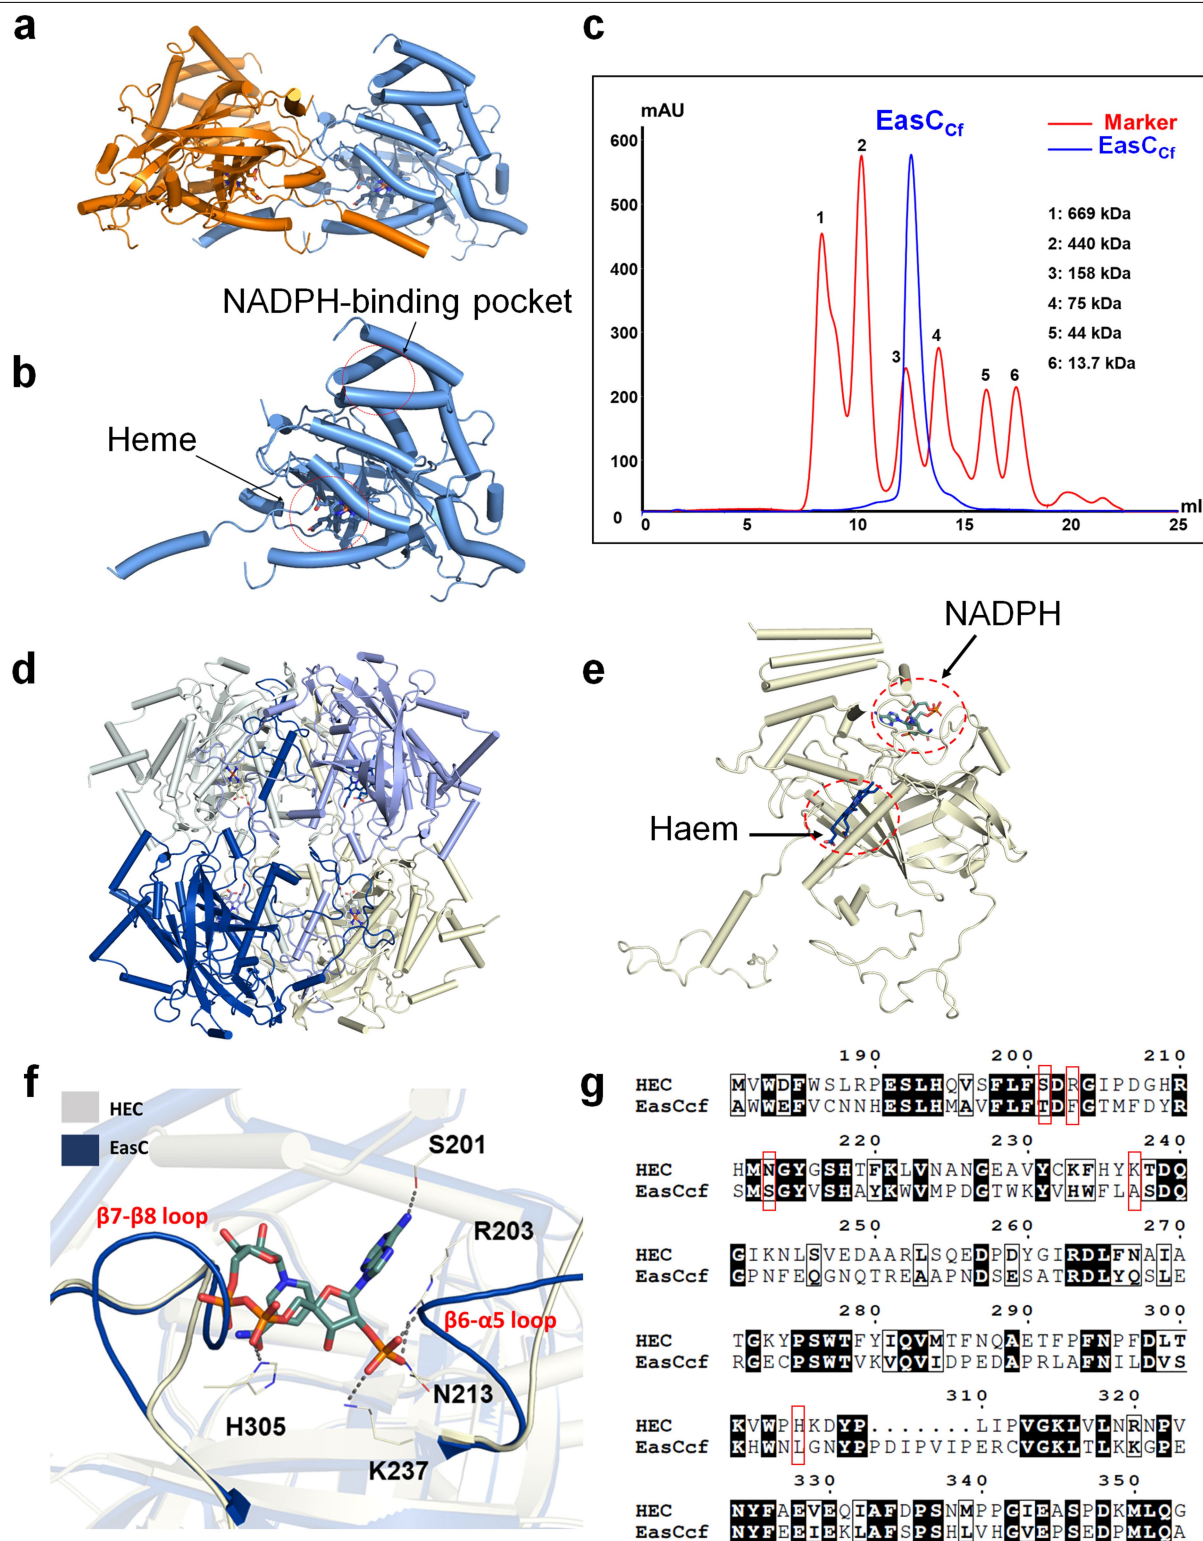 a
c
mAU
600
500
400
300
200
100
0
0
5
10
15
20
25
ml
EasCCf
Marker
EasCCf
1
2
3
4
5
6
1: 669 kDa
2: 440 kDa
3: 158 kDa
4: 75 kDa
5: 44 kDa
6: 13.7 kDa
b
NADPH-binding pocket
Heme
d
e
NADPH
Haem
f
HEC
EasC
β7-β8 loop
S201
R203
β6-α5 loop
N213
H305
K237
g
190 200 210
HEC MVWDFWSLRPESLHQVSFLFSDRGIPDGHR
EasCcf AWWEFVCNNHESLHMAVFLFTDFGTMFDYR
220 230 240
HEC HMNGYGSHTFKLVNANGEAVYCKFHYKTDQ
EasCcf SMSGYVSHAYKWVMPDGTWKYVHWFLASDQ
250 260 270
HEC GIKNLSVEDAARLSQEDPDYGIRDLFNAIA
EasCcf GPNFEQGNQTREAAPNDSESATRDLYQSLE
280 290 300
HEC TGKYPSWTFYIQVMTFNQAETFPFNPFDLT
EasCcf RGECPSWTVKVQVIDPEDAPRLAFNILDVS
310 320
HEC KVWPHKDYP.......LIPVGKLVLNRNPV
EasCcf KHWNLGNYPPDIPVIPERCVGKLTLKKGPE
330 340 350
HEC NYFAEVEQIAFDPSNMPPGIEASPDKMLQG
EasCcf NYFEEIEKLAFSPSHLVHGVEPSEDPMLQA